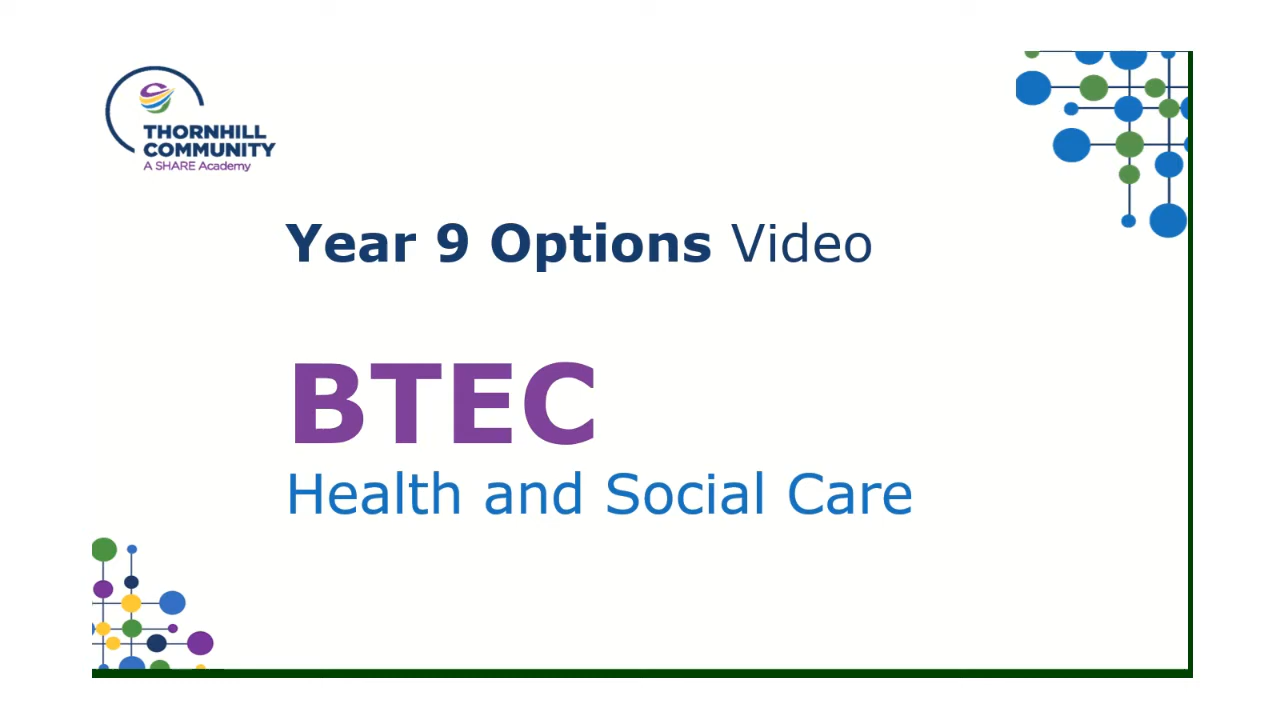 THORNHILL
COMMUNITY
A SHARE Academy
Year 9 Options Video
BTEC
Health and Social Care